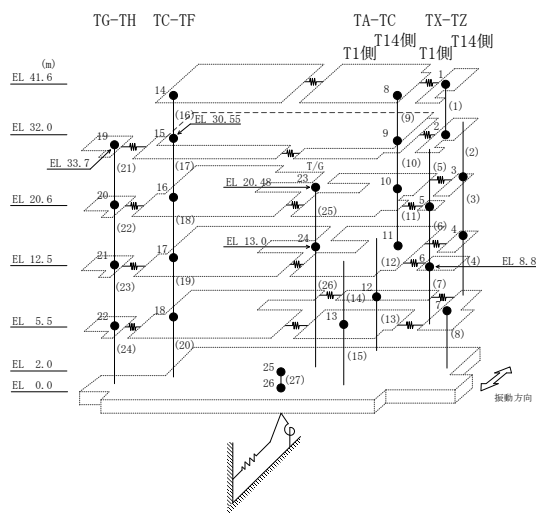 TG-TH TC-TF TA-TC TX-TZ
T1側 T14側 T1側 T14側
(m)
EL 41.6
14 8 1
(16) (9) (1)
EL 30.55
EL 32.0
19 15 9 2
EL 33.7
(21) (17) (10) (2)
T/G
EL 20.48 23
(5) 3
EL 20.6
20 16 10 5
(22) (18) (25) (11) (3)
EL 13.0 24
(6) 4
EL 12.5
21 17 11 6
(23) (19) (12) (4) EL 8.8
(26) (14) 12 (7)
EL 5.5
22 18 13 (13) 7
(24) (20) (15) (8)
EL 2.0
25
EL 0.0
26 (27)
振動方向